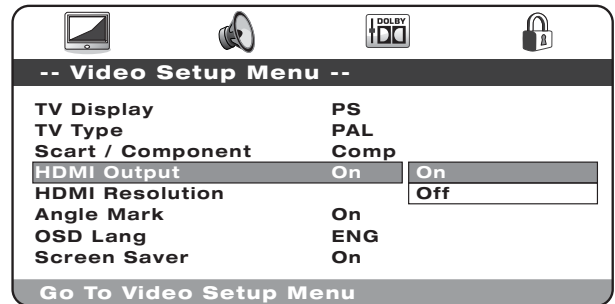 DOLBY
-- Video Setup Menu --
TV Display PS
TV Type PAL
Scart / Component Comp
HDMI Output On On
HDMI Resolution Off
Angle Mark On
OSD Lang ENG
Screen Saver On
Go To Video Setup Menu